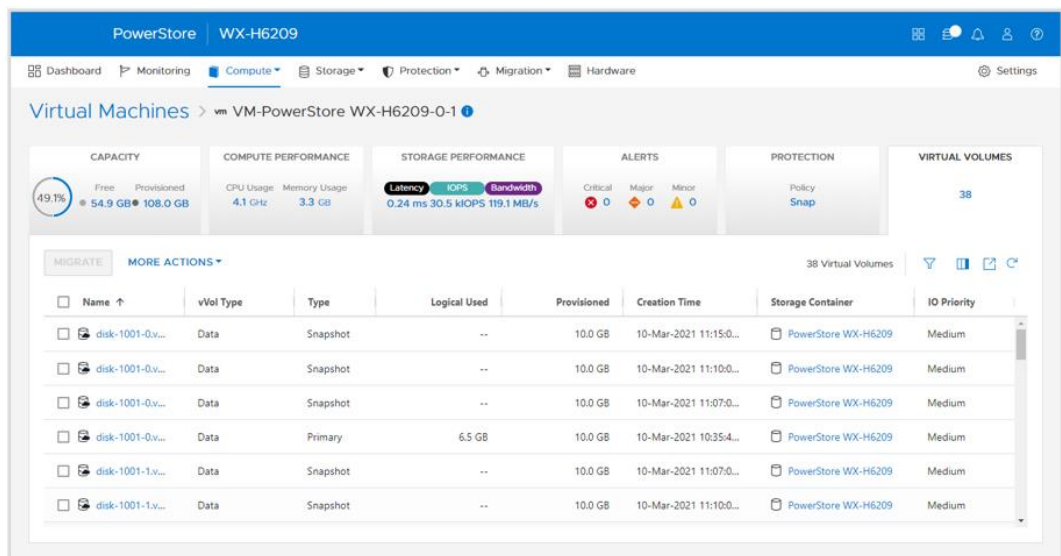 PowerStore WX-H6209
Dashboard Monitoring Compute Storage Protection Migration Hardware Settings
Virtual Machines > vm VM-PowerStore WX-H6209-0-1
CAPACITY COMPUTE PERFORMANCE STORAGE PERFORMANCE ALERTS PROTECTION VIRTUAL VOLUMES
49.1% Free Provisioned CPU Usage Memory Usage Latency IOPS Bandwidth Critical Major Minor Policy 38
54.9 GB 108.0 GB 4.1 GHz 3.3 GB 0.24 ms 30.5 kIOPS 119.1 MB/s 0 0 0 Snap
MIGRATE MORE ACTIONS 38 Virtual Volumes
Name ↑ vVol Type Type Logical Used Provisioned Creation Time Storage Container IO Priority
disk-1001-0.v... Data Snapshot -- 10.0 GB 10-Mar-2021 11:15:0... PowerStore WX-H6209 Medium
disk-1001-0.v... Data Snapshot -- 10.0 GB 10-Mar-2021 11:10:0... PowerStore WX-H6209 Medium
disk-1001-0.v... Data Snapshot -- 10.0 GB 10-Mar-2021 11:07:0... PowerStore WX-H6209 Medium
disk-1001-0.v... Data Primary 6.5 GB 10.0 GB 10-Mar-2021 10:35:4... PowerStore WX-H6209 Medium
disk-1001-1.v... Data Snapshot -- 10.0 GB 10-Mar-2021 11:07:0... PowerStore WX-H6209 Medium
disk-1001-1.v... Data Snapshot -- 10.0 GB 10-Mar-2021 11:10:0... PowerStore WX-H6209 Medium